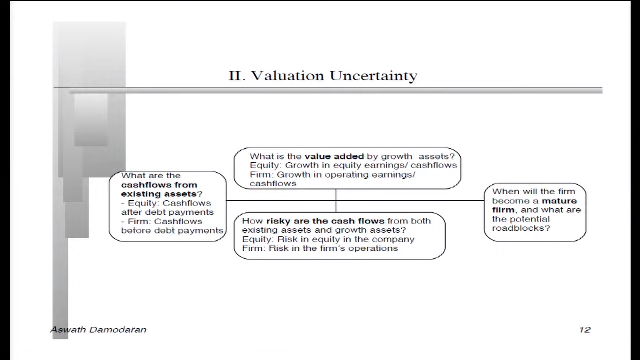 II. Valuation Uncertainty
What is the value added by growth assets?
Equity: Growth in equity earnings/ cashflows
Firm: Growth in operating earnings/
cashflows
What are the
cashflows from
existing assets?
- Equity: Cashflows
after debt payments
- Firm: Cashflows
before debt payments
How risky are the cash flows from both
existing assets and growth assets?
Equity: Risk in equity in the company
Firm: Risk in the firm's operations
When will the firm
become a mature
fiirm, and what are
the potential
roadblocks?
Aswath Damodaran
12